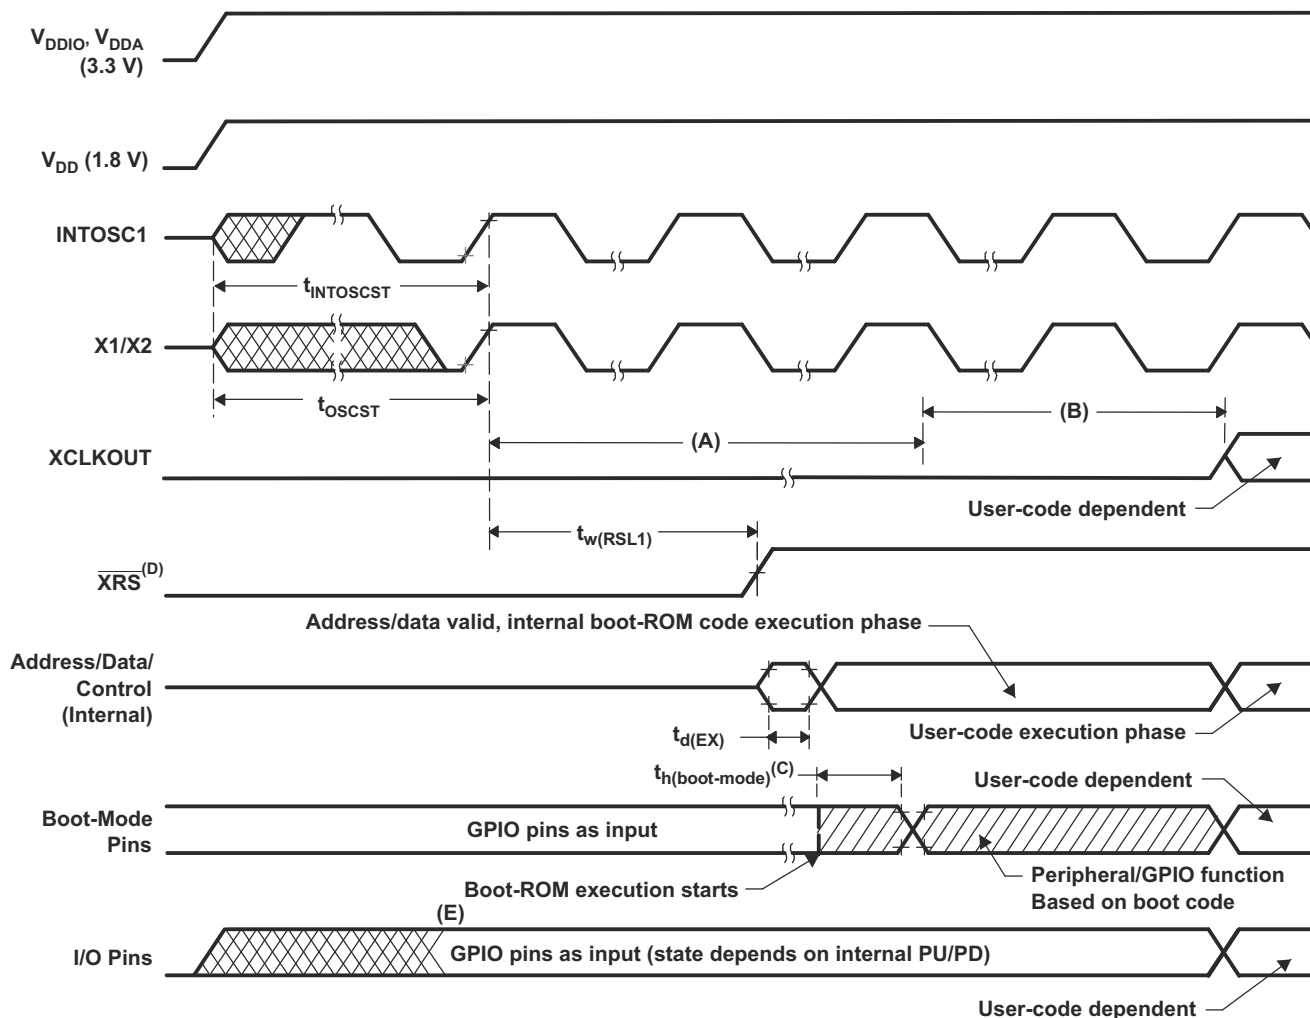 V_DDIO, V_DDA
(3.3 V)
V_DD (1.8 V)
INTOSC1
t_INTOSCST
X1/X2
t_OSCST
(A)
(B)
XCLKOUT
User-code dependent
t_w(RSL1)
XRS(D)
Address/data valid, internal boot-ROM code execution phase
Address/Data/
Control
(Internal)
t_d(EX)
User-code execution phase
t_h(boot-mode)(C)
User-code dependent
Boot-Mode
Pins
GPIO pins as input
Boot-ROM execution starts
Peripheral/GPIO function
Based on boot code
(E)
I/O Pins
GPIO pins as input (state depends on internal PU/PD)
User-code dependent